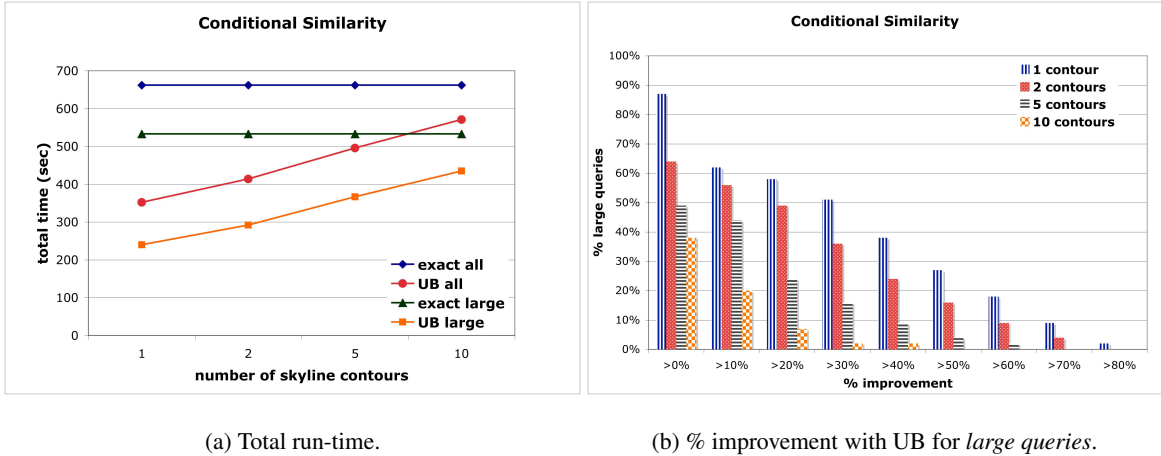 Conditional Similarity
700
600
500
400
300
200
100
0
total time (sec)
exact all
UB all
exact large
UB large
1 2 5 10
number of skyline contours
(a) Total run-time.
Conditional Similarity
100%
90%
80%
70%
60%
50%
40%
30%
20%
10%
0%
% large queries
1 contour
2 contours
5 contours
10 contours
>0% >10% >20% >30% >40% >50% >60% >70% >80%
% improvement
(b) % improvement with UB for large queries.